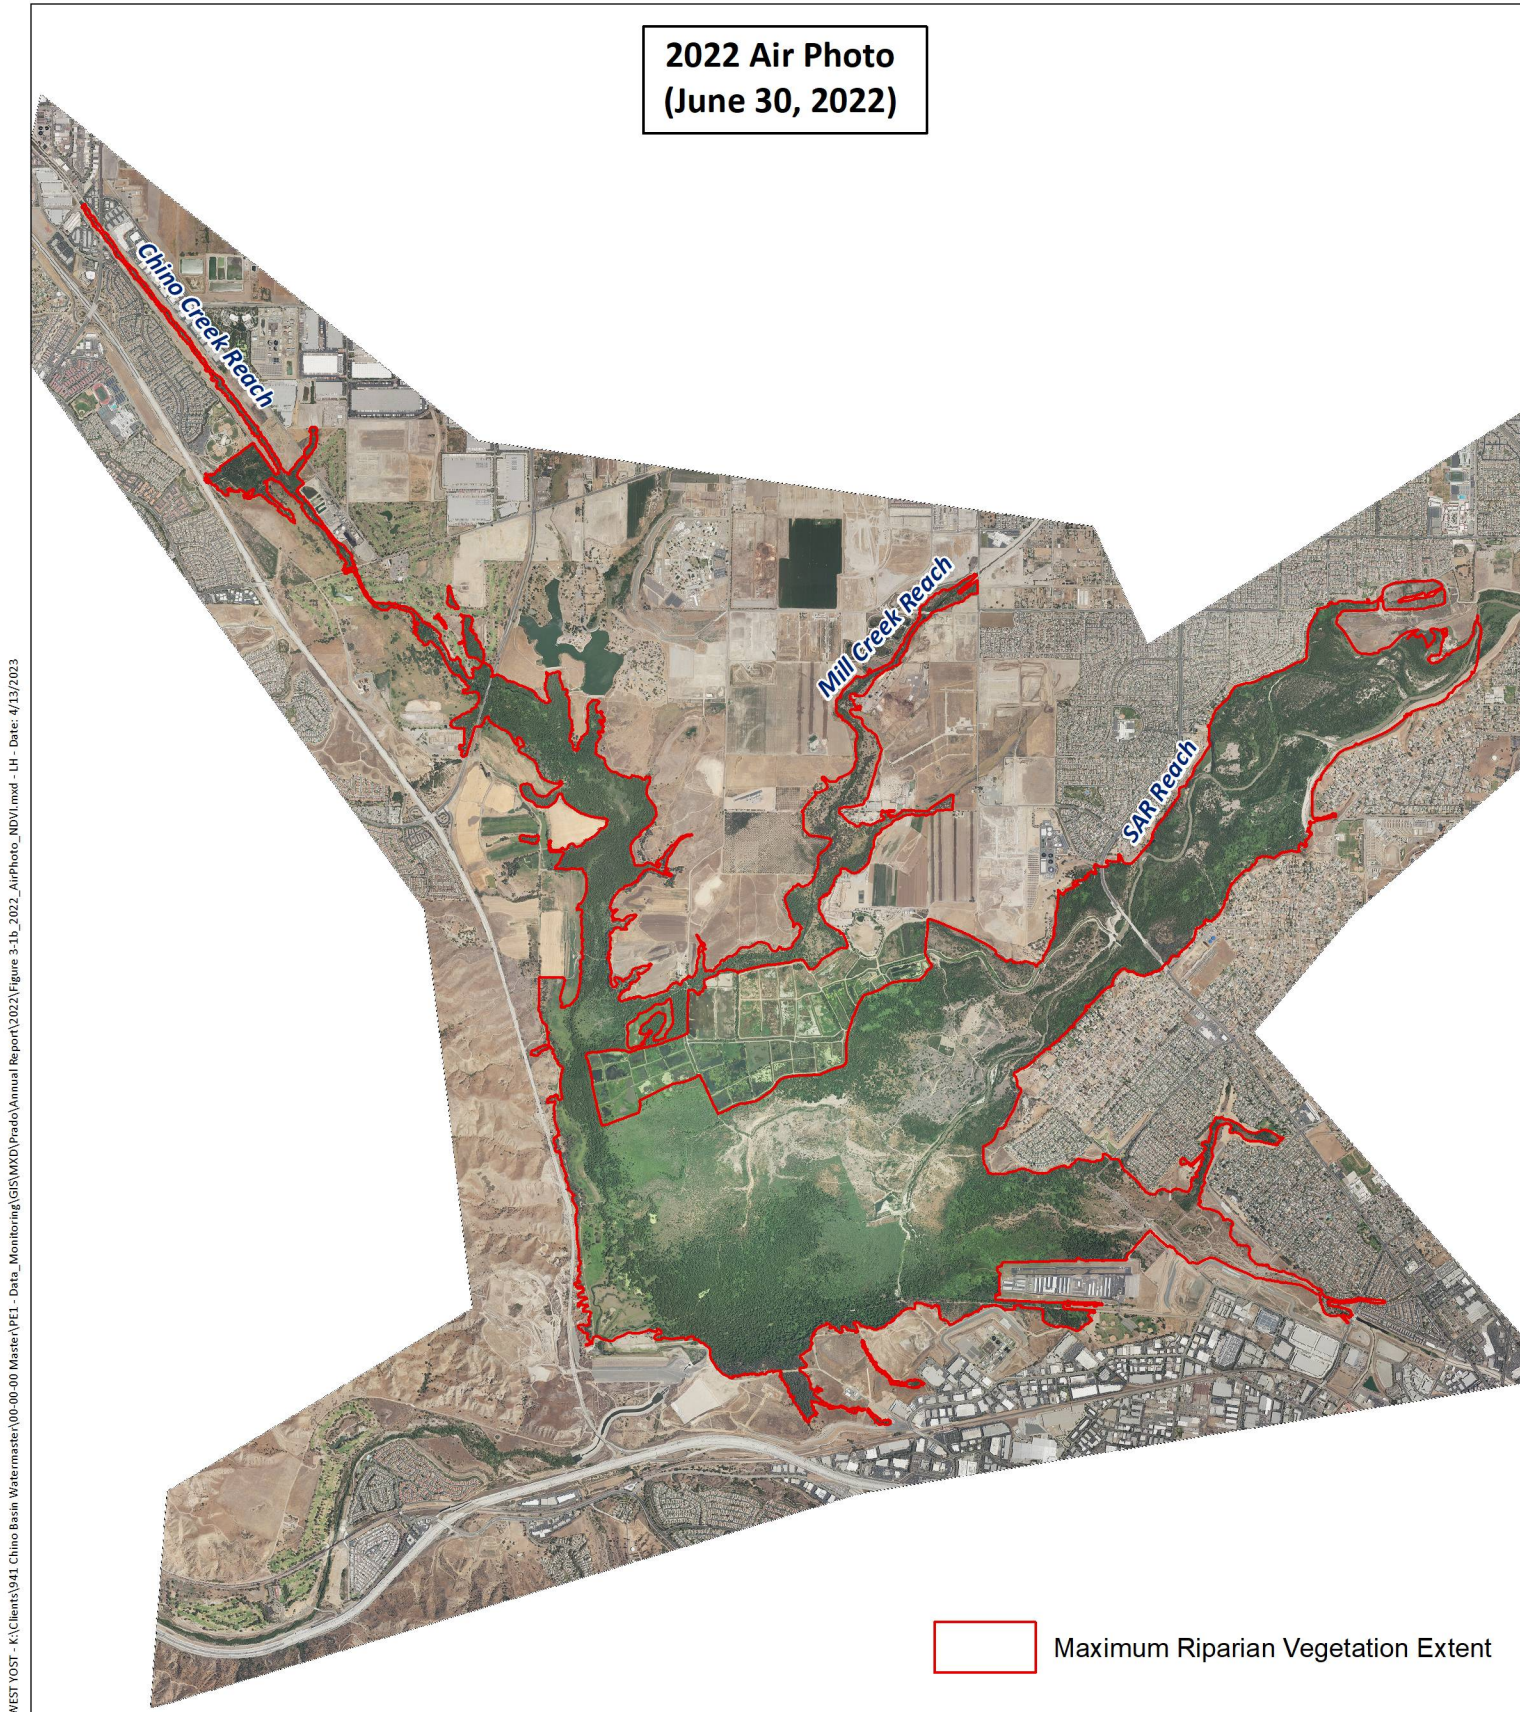 2022 Air Photo
(June 30, 2022)
Chino Creek Reach
Mill Creek Reach
SAR Reach
Maximum Riparian Vegetation Extent
WEST YOST - K:\Clients\941 Chino Basin Watermaster\00-00-00 Master\PE1 - Data_Monitoring\GIS\MXD\Prado\Annual Report\2022\Figure 3-1b_2022_AirPhoto_NDVI.mxd - LH - Date: 4/13/2023